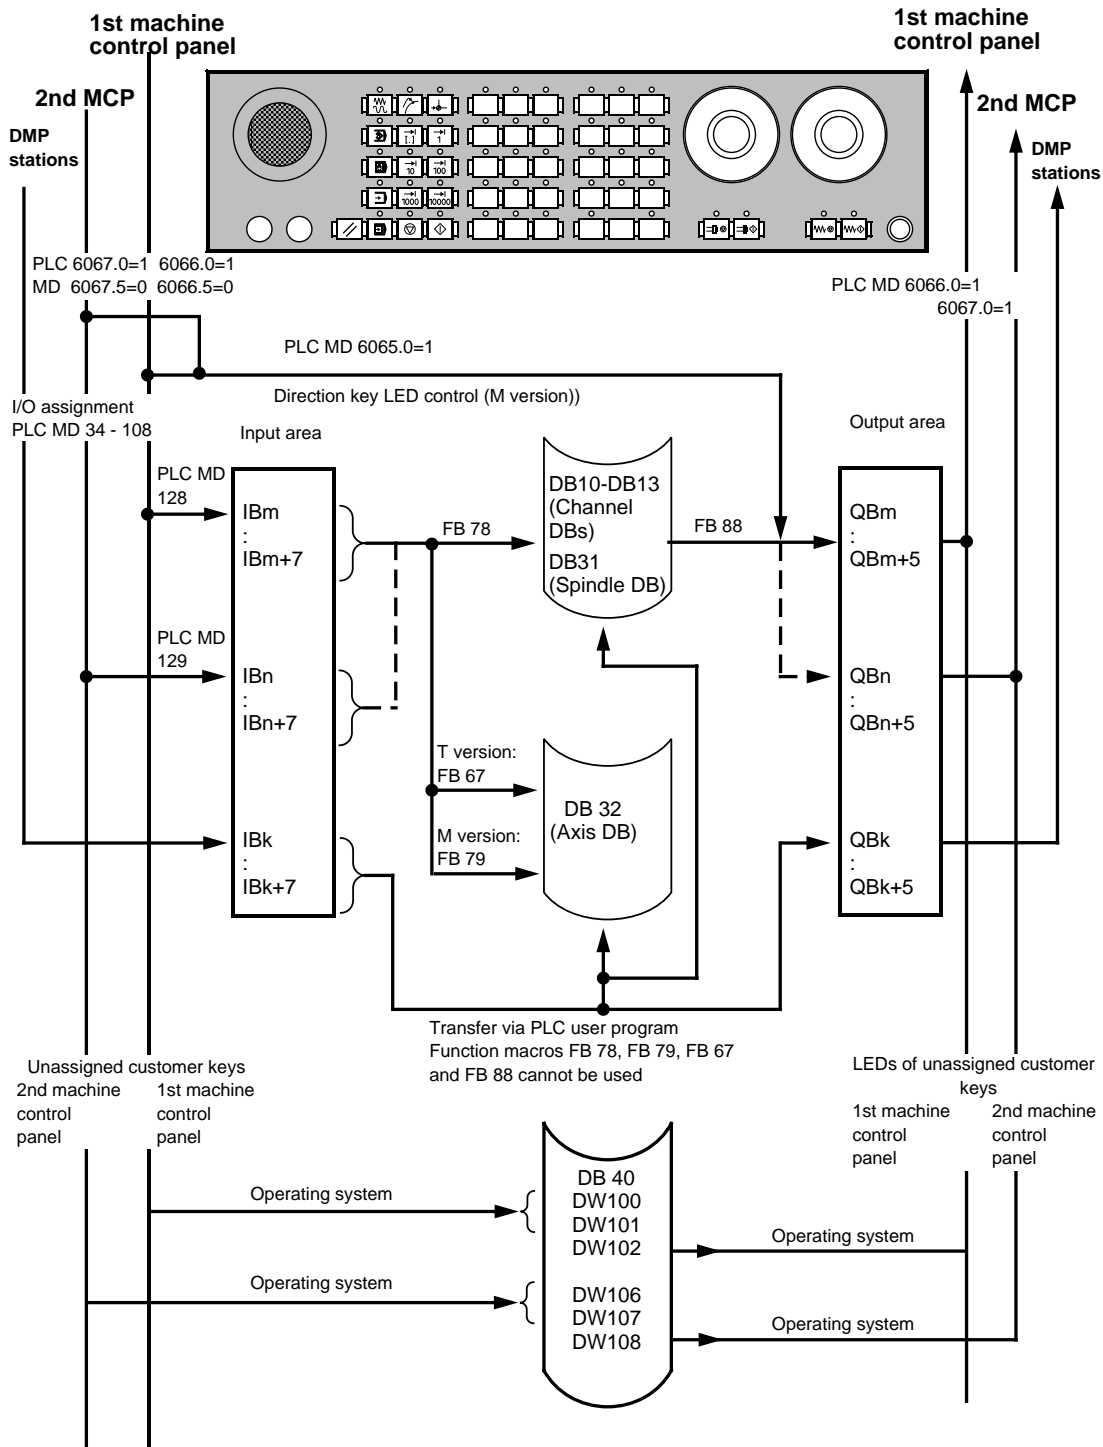 1st machine
control panel
1st machine
control panel
2nd MCP
DMP
stations
2nd MCP
DMP
stations
[.]
1
10
100
1000
10000
PLC 6067.0=1 6066.0=1
MD 6067.5=0 6066.5=0
PLC MD 6066.0=1
6067.0=1
PLC MD 6065.0=1
Direction key LED control (M version))
I/O assignment
PLC MD 34 - 108
Input area
Output area
PLC MD
128
IBm
:
IBm+7
FB 78
DB10-DB13
(Channel
DBs)
DB31
(Spindle DB)
FB 88
QBm
:
QBm+5
PLC MD
129
IBn
:
IBn+7
QBn
:
QBn+5
T version:
FB 67
M version:
FB 79
DB 32
(Axis DB)
IBk
:
IBk+7
QBk
:
QBk+5
Transfer via PLC user program
Function macros FB 78, FB 79, FB 67
and FB 88 cannot be used
Unassigned customer keys
2nd machine
control
panel
1st machine
control
panel
LEDs of unassigned customer
keys
1st machine
control
panel
2nd machine
control
panel
Operating system
DB 40
DW100
DW101
DW102
Operating system
Operating system
DW106
DW107
DW108
Operating system